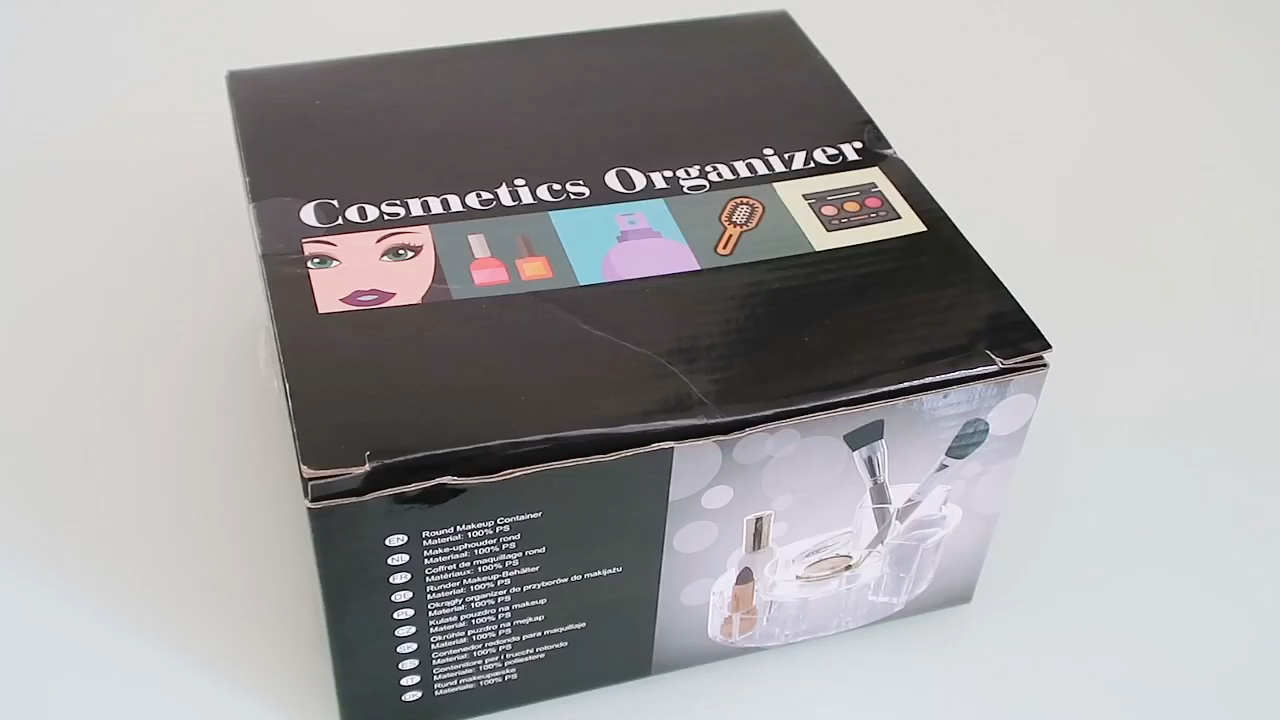 Cosmetics Organizer
EN Round Makeup Container
Material: 100% PS
NL Make-uphouder rond
Materiaal: 100% PS
FR Coffret de maquillage rond
Matériaux: 100% PS
DE Runder Makeup-Behälter
Material: 100% PS
PL Okrągły organizer do przyborów do makijażu
Materiał: 100% PS
CZ Kulaté pouzdro na makeup
Materiál: 100% PS
SK Okrúhle puzdro na mejkap
Materiál: 100% PS
ES Contenedor redondo para maquillaje
Material: 100% PS
IT Contenitore per i trucchi rotondo
Materiale: 100% poliestere
DK Rund makeupæske
Materiale: 100% PS